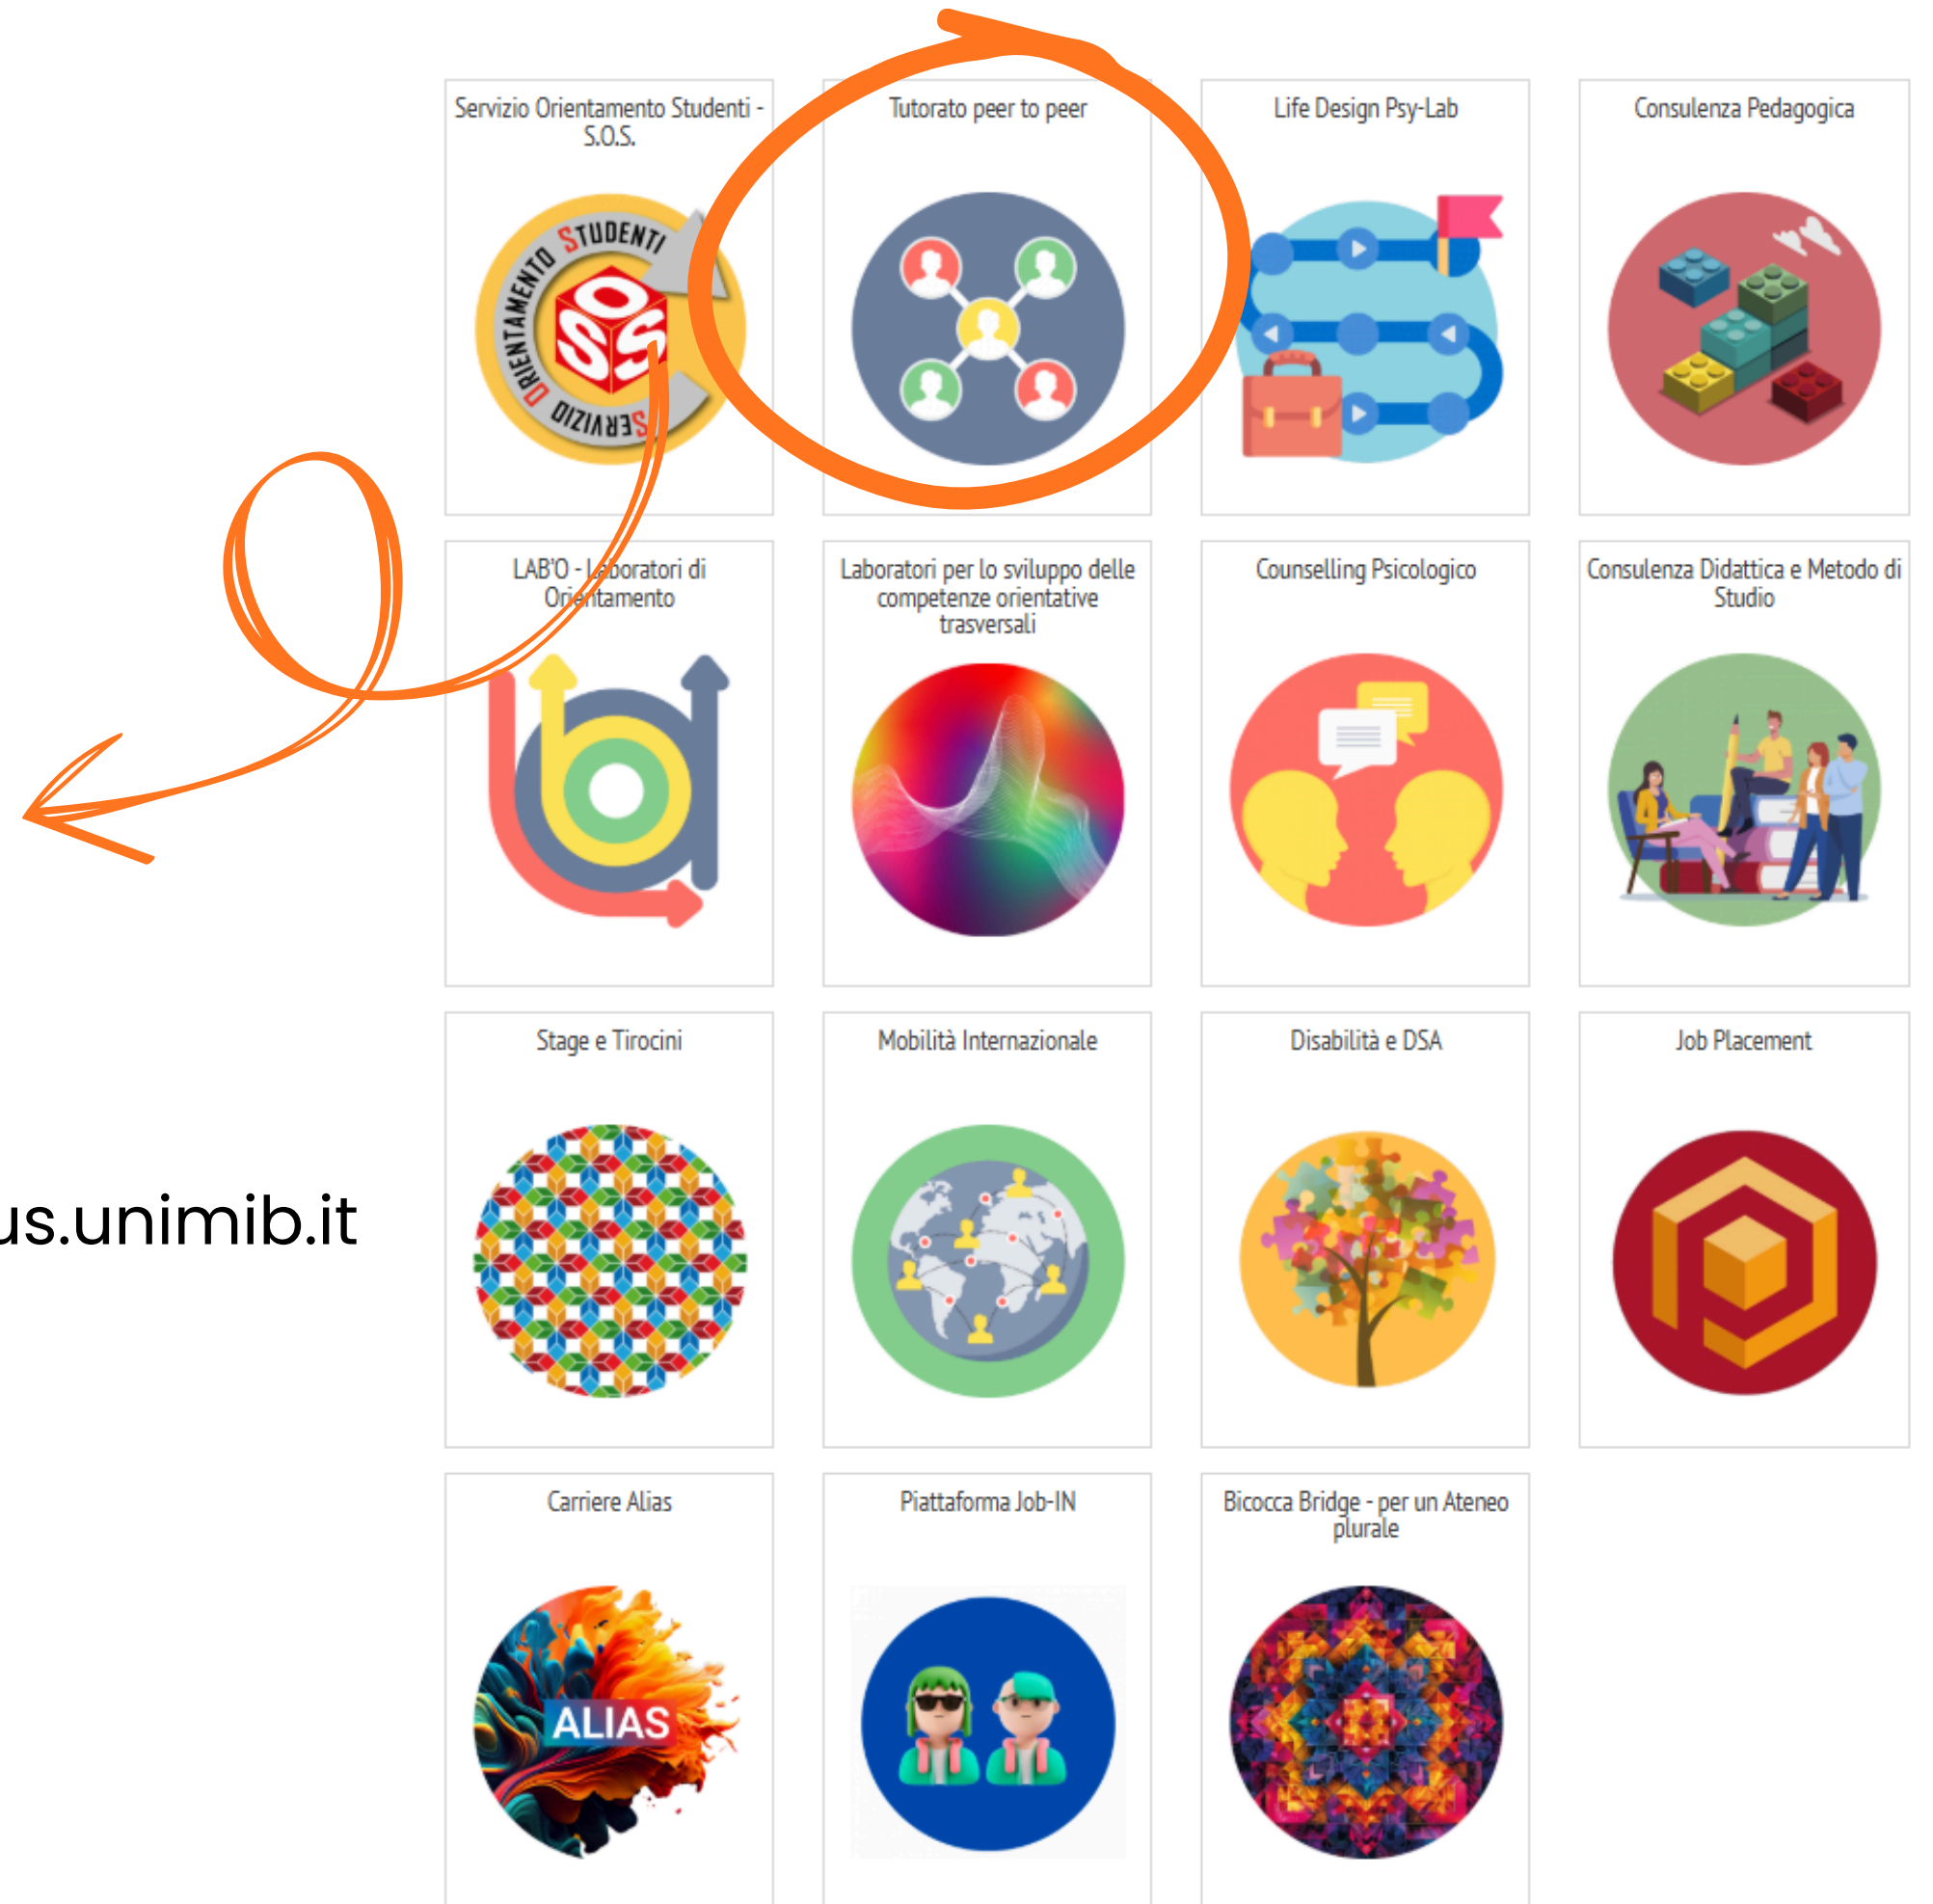 Servizio Orientamento Studenti -
S.O.S.
Tutorato peer to peer
Life Design Psy-Lab
Consulenza Pedagogica
SERVIZIO ORIENTAMENTO STUDENTI
SOS
LAB'O - Laboratori di
Orientamento
Laboratori per lo sviluppo delle
competenze orientative
trasversali
Counselling Psicologico
Consulenza Didattica e Metodo di
Studio
Stage e Tirocini
Mobilità Internazionale
Disabilità e DSA
Job Placement
us.unimib.it
Carriere Alias
Piattaforma Job-IN
Bicocca Bridge - per un Ateneo
plurale
ALIAS